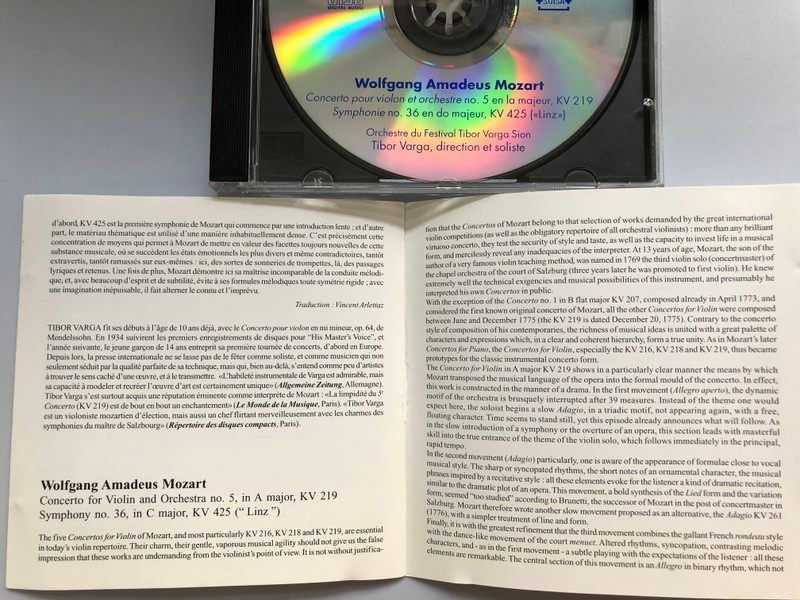 DIGITAL AUDIO
SUISA
Wolfgang Amadeus Mozart
Concerto pour violon et orchestre no. 5 en la majeur, KV 219
Symphonie no. 36 en do majeur, KV 425 («Linz»)
Orchestre du Festival Tibor Varga Sion
Tibor Varga, direction et soliste
d'abord, KV 425 est la première symphonie de Mozart qui commence par une introduction lente ; et d'autre
part, le matériau thématique est utilisé d'une manière inhabituellement dense. C'est précisément cette
concentration de moyens qui permet à Mozart de mettre en valeur des facettes toujours nouvelles de cette
substance musicale, où se succèdent les états émotionnels les plus divers et même contradictoires, tantôt
extravertis, tantôt ramassés sur eux-mêmes : ici, des sortes de sonneries de trompettes, là, des passages
lyriques et retenus. Une fois de plus, Mozart démontre ici sa maîtrise incomparable de la conduite mélodi-
que, et, avec beaucoup d'esprit et de subtilité, évite à ses formules mélodiques toute symétrie rigide ; avec
une imagination inépuisable, il fait alterner le connu et l'imprévu.
Traduction : Vincent Arlettaz
TIBOR VARGA fit ses débuts à l'âge de 10 ans déjà, avec le Concerto pour violon en mi mineur, op. 64, de
Mendelssohn. En 1934 suivirent les premiers enregistrements de disques pour "His Master's Voice", et
l'année suivante, le jeune garçon de 14 ans entreprit sa première tournée de concerts, d'abord en Europe.
Depuis lors, la presse internationale ne se lasse pas de le fêter comme soliste, et comme musicien qui non
seulement séduit par la qualité parfaite de sa technique, mais qui, bien au-delà, s'entend comme peu d'artistes
à trouver le sens caché d'une œuvre, et à le transmettre. «L'habileté instrumentale de Varga est admirable, mais
sa capacité à modeler et recréer l'œuvre d'art est certainement unique» (Allgemeine Zeitung, Allemagne).
Tibor Varga s'est surtout acquis une réputation éminente comme interprète de Mozart : «La limpidité du 5e
Concerto (KV 219) est de bout en bout un enchantement» (Le Monde de la Musique, Paris). «Tibor Varga
est un violoniste mozartien d'élection, mais aussi un chef flirtant merveilleusement avec les charmes des
symphonies du maître de Salzbourg» (Répertoire des disques compacts, Paris).
Wolfgang Amadeus Mozart
Concerto for Violin and Orchestra no. 5, in A major, KV 219
Symphony no. 36, in C major, KV 425 (“ Linz ”)
The five Concertos for Violin of Mozart, and most particularly KV 216, KV 218 and KV 219, are essential
in today's violin repertoire. Their charm, their gentle, vaporous musical agility should not give us the false
impression that these works are undemanding from the violinist's point of view. It is not without justifica-
tion that the Concertos of Mozart belong to that selection of works demanded by the great international
violin competitions (as well as the obligatory repertoire of all orchestral violinists) : more than any brilliant
virtuoso concerto, they test the security of style and taste, as well as the capacity to invest life in a musical
form, and mercilessly reveal any inadequacies of the interpreter. At 13 years of age, Mozart, the son of the
author of a very famous violin teaching method, was named in 1769 the third violin solo (concertmaster) of
the chapel orchestra of the court of Salzburg (three years later he was promoted to first violin). He knew
extremely well the technical exigencies and musical possibilities of this instrument, and presumably he
interpreted his own Concertos in public.
With the exception of the Concerto no. 1 in B flat major KV 207, composed already in April 1773, and
considered the first known original concerto of Mozart, all the other Concertos for Violin were composed
between June and December 1775 (the KV 219 is dated December 20, 1775). Contrary to the concerto
style of composition of his contemporaries, the richness of musical ideas is united with a great palette of
characters and expressions which, in a clear and coherent hierarchy, form a true unity. As in Mozart's later
Concertos for Piano, the Concertos for Violin, especially the KV 216, KV 218 and KV 219, thus became
prototypes for the classic instrumental concerto form.
The Concerto for Violin in A major KV 219 shows in a particularly clear manner the means by which
Mozart transposed the musical language of the opera into the formal mould of the concerto. In effect,
this work is constructed in the manner of a drama. In the first movement (Allegro aperto), the dynamic
motif of the orchestra is brusquely interrupted after 39 measures. Instead of the theme one would
expect here, the soloist begins a slow Adagio, in a triadic motif, not appearing again, with a free,
floating character. Time seems to stand still, yet this episode already announces what will follow. As
in the slow introduction of a symphony or the overture of an opera, this section leads with masterful
skill into the true entrance of the theme of the violin solo, which follows immediately in the principal,
rapid tempo.
In the second movement (Adagio) particularly, one is aware of the appearance of formulae close to vocal
musical style. The sharp or syncopated rhythms, the short notes of an ornamental character, the musical
phrases inspired by a recitative style : all these elements evoke for the listener a kind of dramatic recitation,
similar to the dramatic plot of an opera. This movement, a bold synthesis of the Lied form and the variation
form, seemed “too studied” according to Brunetti, the successor of Mozart in the post of concertmaster in
Salzburg. Mozart therefore wrote another slow movement proposed as an alternative, the Adagio KV 261
(1776), with a simpler treatment of line and form.
Finally, it is with the greatest refinement that the third movement combines the gallant French rondeau style
with the dance-like movement of the court menuet. Altered rhythms, syncopation, contrasting melodic
characters, and - as in the first movement - a subtle playing with the expectations of the listener : all these
elements are remarkable. The central section of this movement is an Allegro in binary rhythm, which not